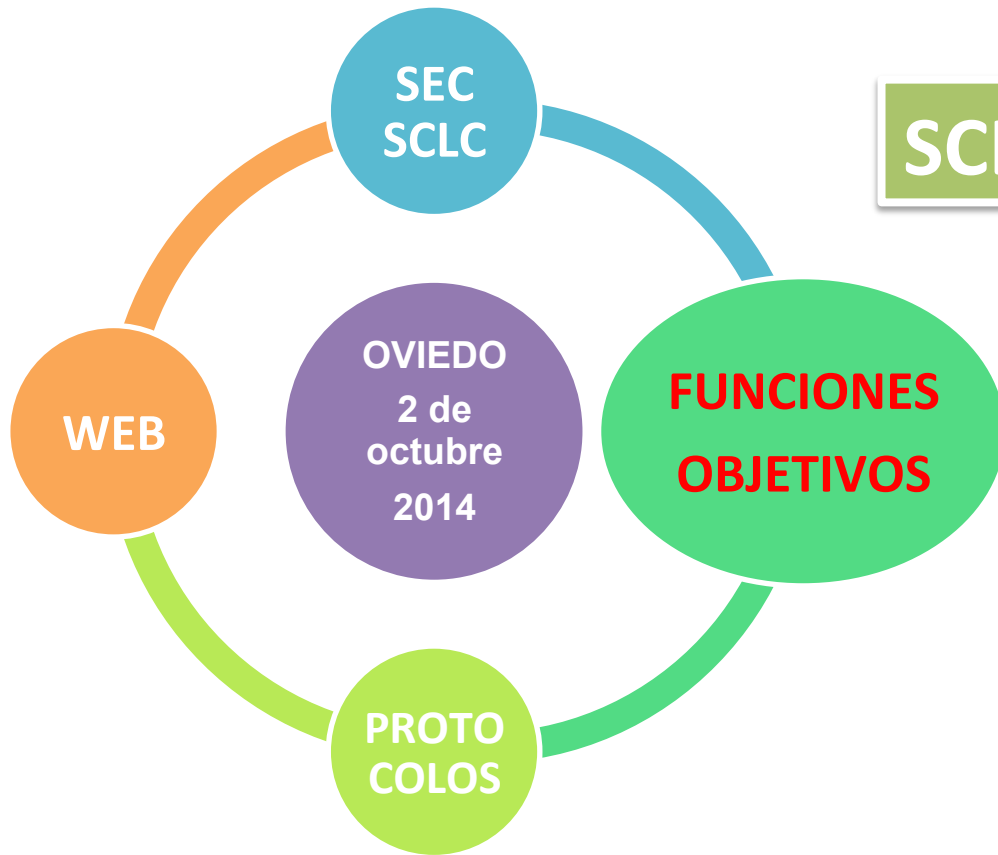 SEC
SCLC
FUNCIONES
OBJETIVOS
PROTO
COLOS
WEB
OVIEDO
2 de
octubre
2014